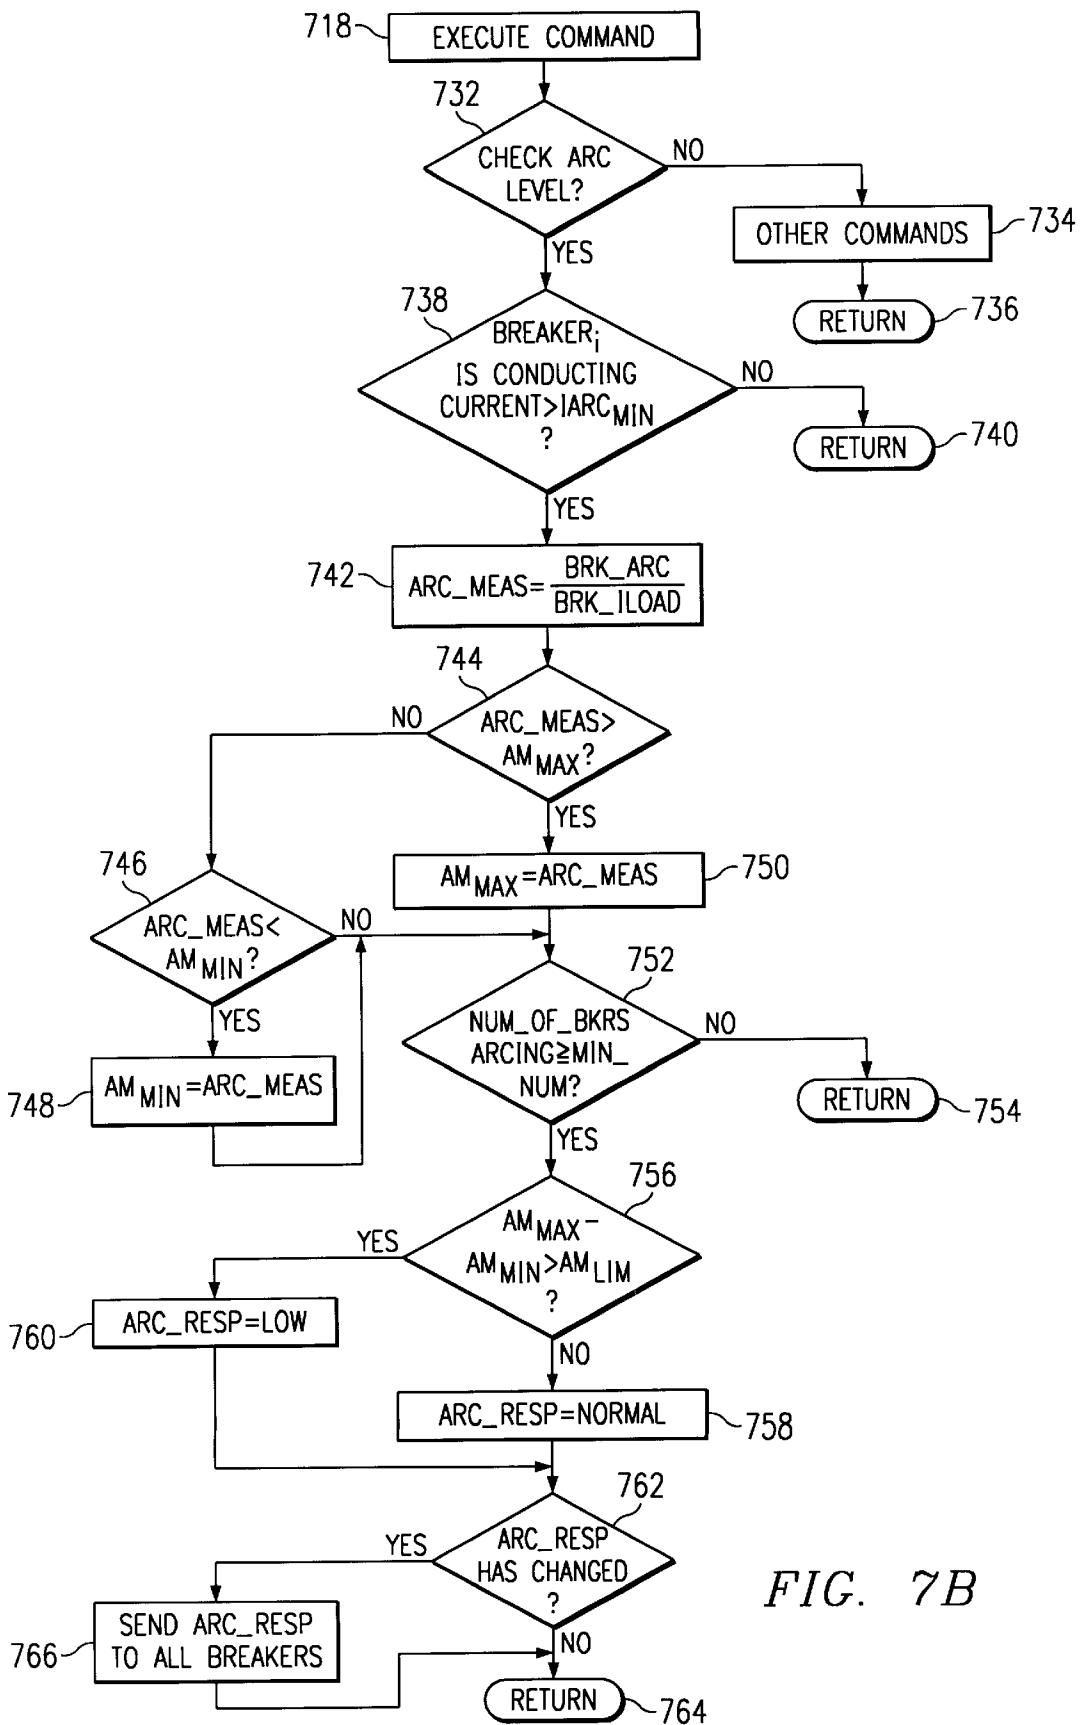 718
EXECUTE COMMAND
732
CHECK ARC
LEVEL?
NO
YES
OTHER COMMANDS
734
RETURN
736
738
BREAKERi
IS CONDUCTING
CURRENT>IARCMIN
?
NO
YES
RETURN
740
742
ARC_MEAS=
BRK_ARC
BRK_ILOAD
744
ARC_MEAS>
AMMAX?
NO
YES
746
ARC_MEAS<
AMMIN?
NO
YES
AMMAX=ARC_MEAS
750
748
AMMIN=ARC_MEAS
752
NUM_OF_BKRS
ARCING≧MIN_
NUM?
NO
YES
RETURN
754
756
AMMAX-
AMMIN>AMLIM
?
YES
NO
760
ARC_RESP=LOW
ARC_RESP=NORMAL
758
762
ARC_RESP
HAS CHANGED
?
YES
NO
766
SEND ARC_RESP
TO ALL BREAKERS
RETURN
764
FIG. 7B